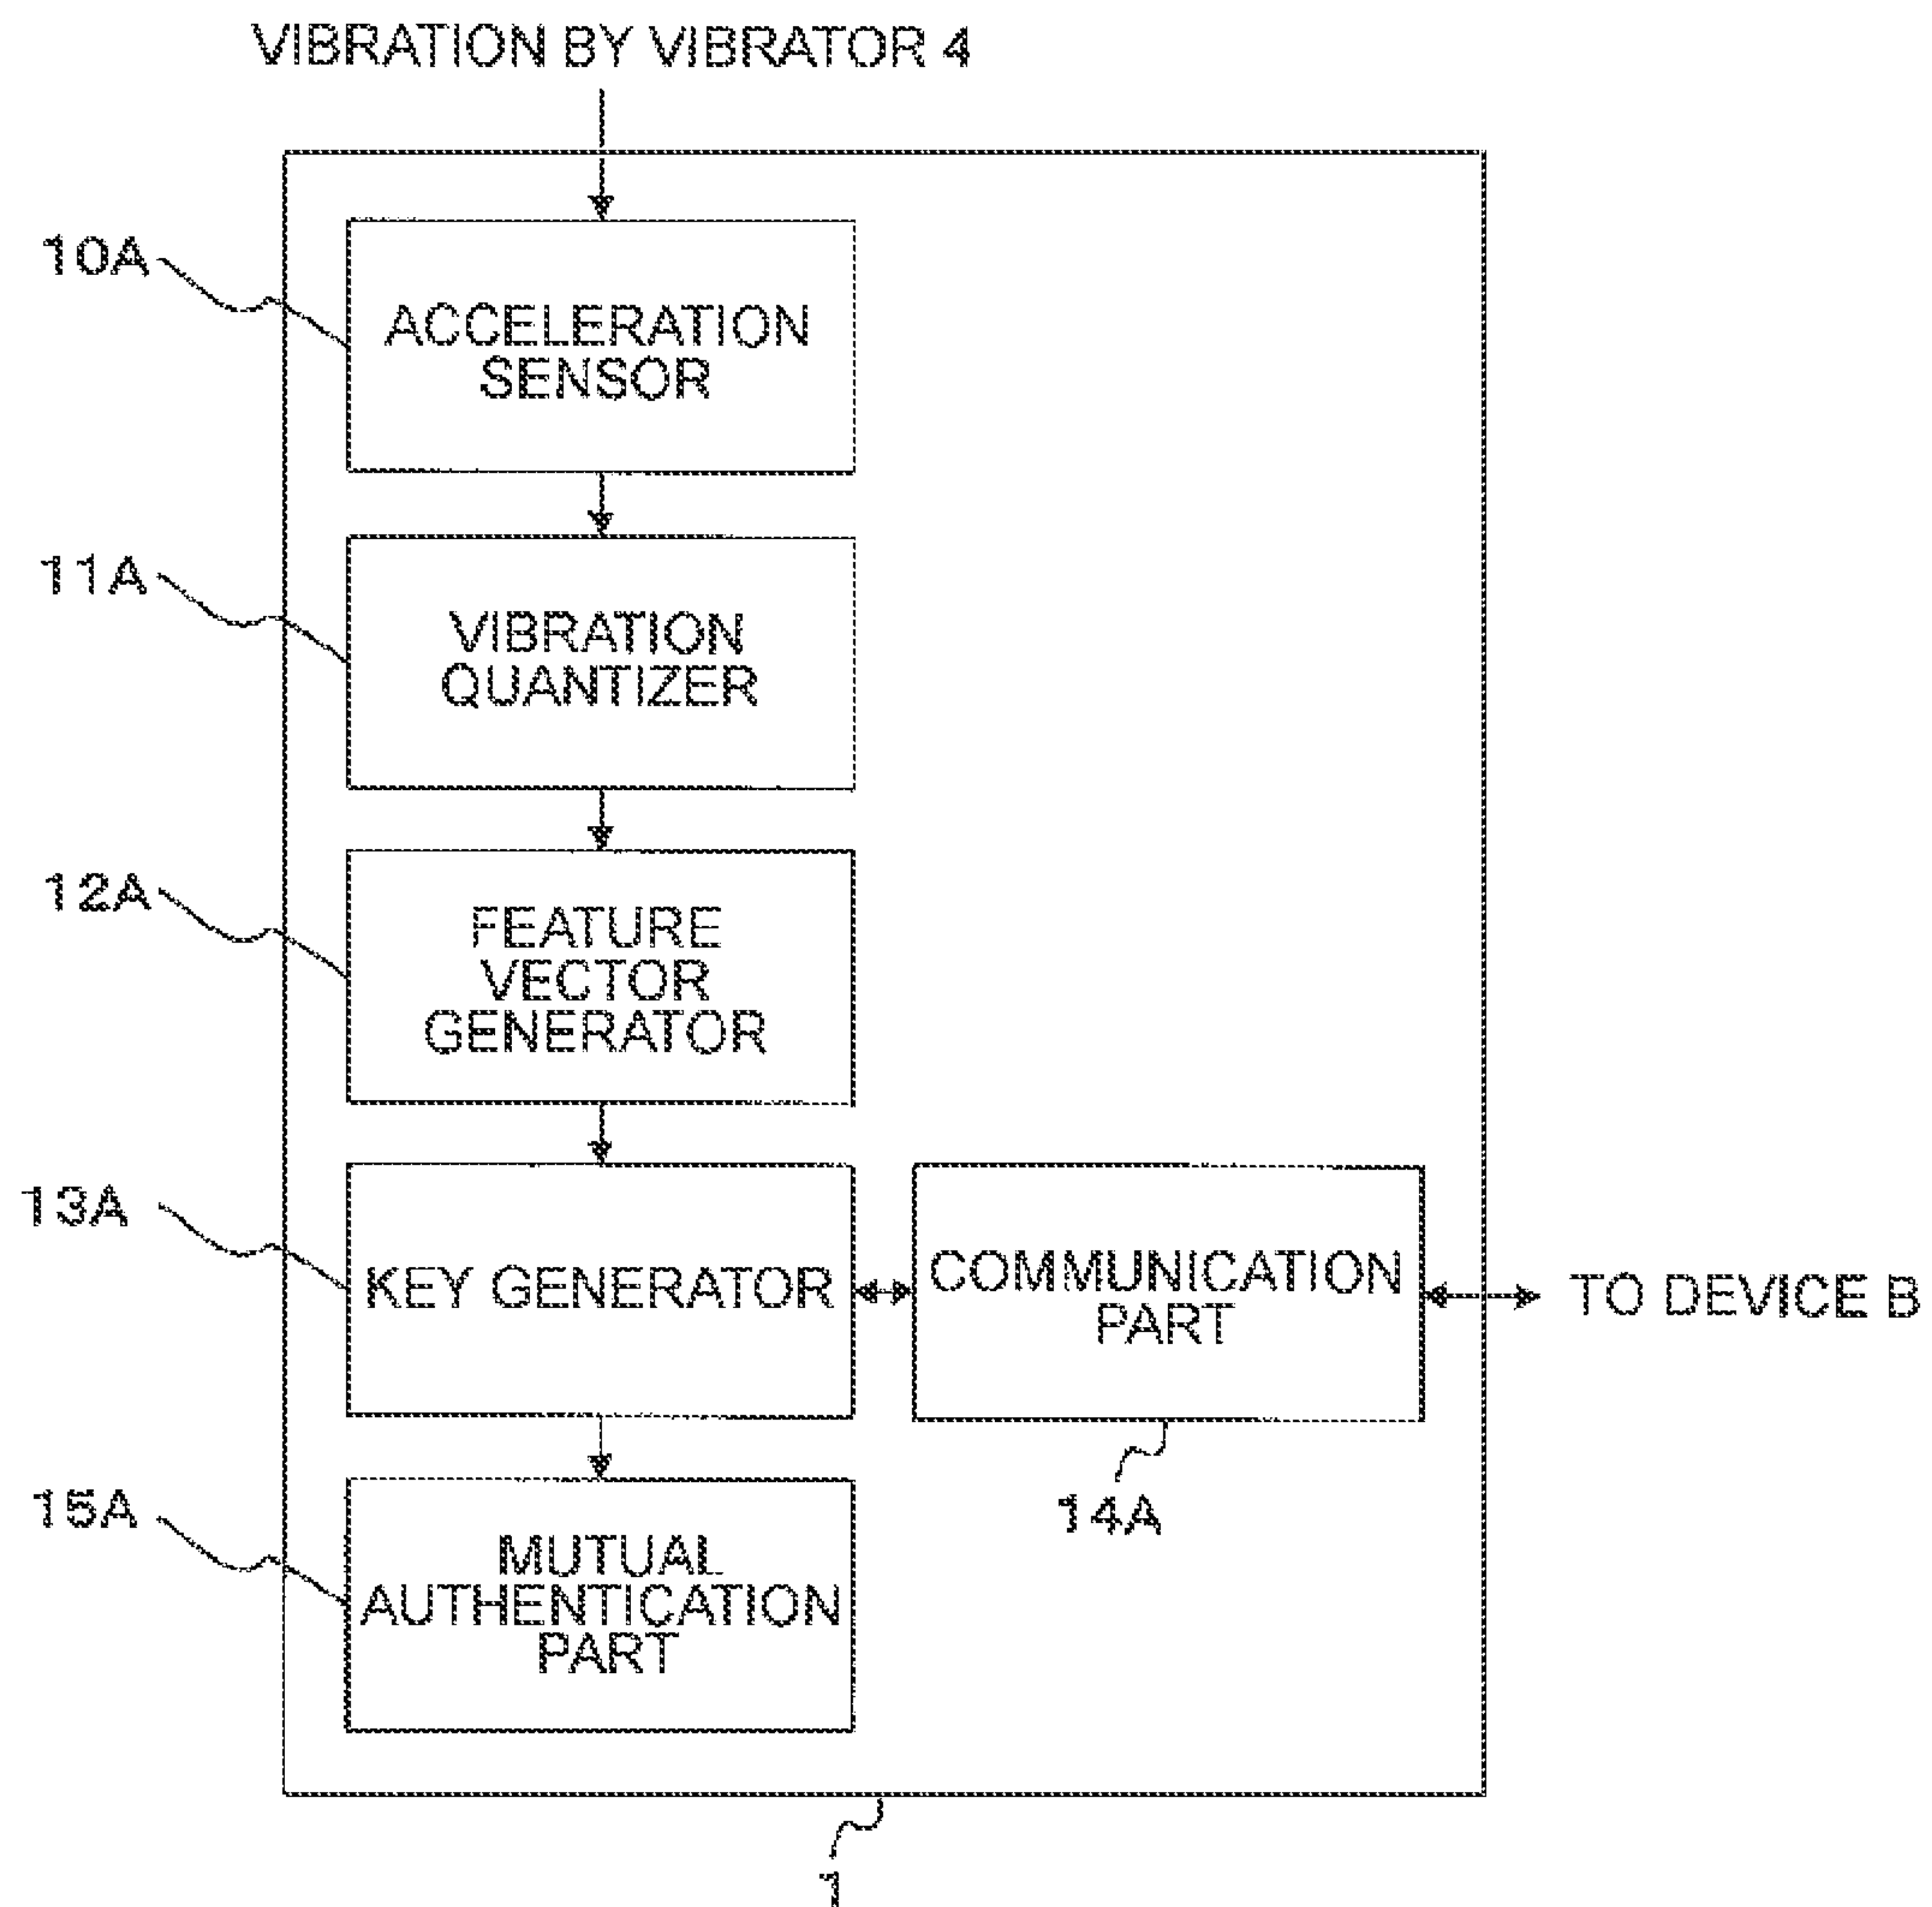 VIBRATION BY VIBRATOR 4
10A
ACCELERATION
SENSOR
11A
VIBRATION
QUANTIZER
12A
FEATURE
VECTOR
GENERATOR
13A
KEY GENERATOR
COMMUNICATION
PART
TO DEVICE B
14A
15A
MUTUAL
AUTHENTICATION
PART
1